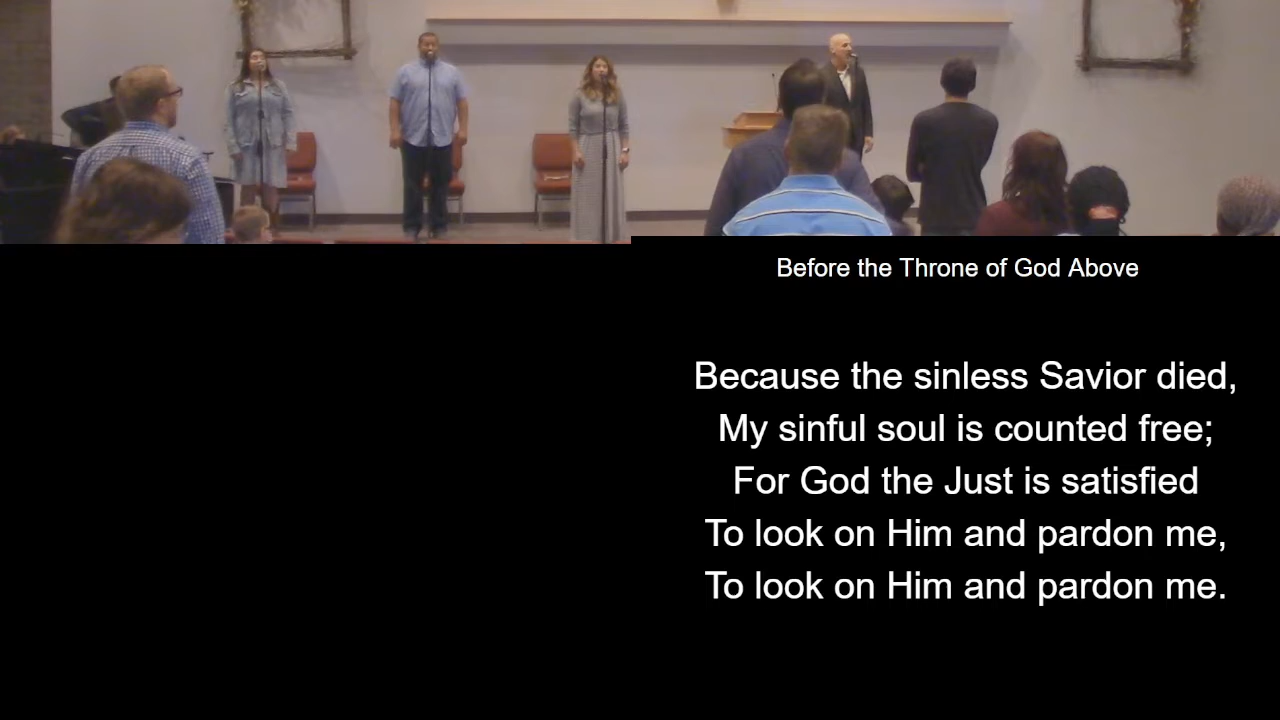 Before the Throne of God Above
Because the sinless Savior died,
My sinful soul is counted free;
For God the Just is satisfied
To look on Him and pardon me,
To look on Him and pardon me.